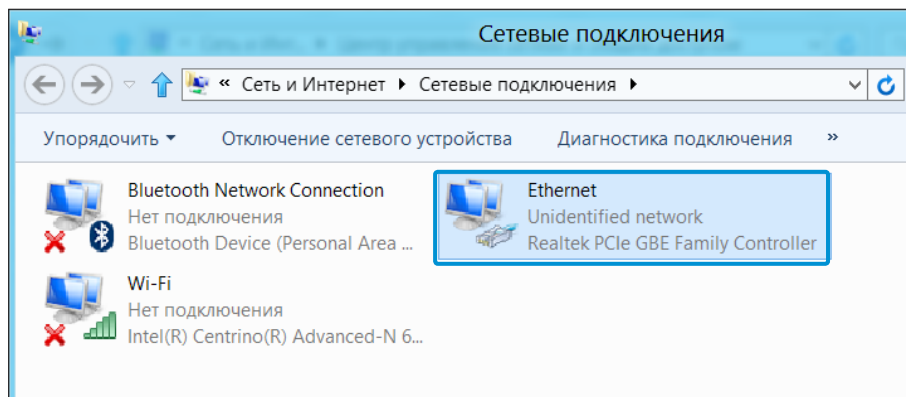 Сетевые подключения
« Сеть и Интернет Сетевые подключения
Упорядочить Отключение сетевого устройства Диагностика подключения »
Bluetooth Network Connection
Нет подключения
Bluetooth Device (Personal Area ...
Ethernet
Unidentified network
Realtek PCIe GBE Family Controller
Wi-Fi
Нет подключения
Intel(R) Centrino(R) Advanced-N 6...